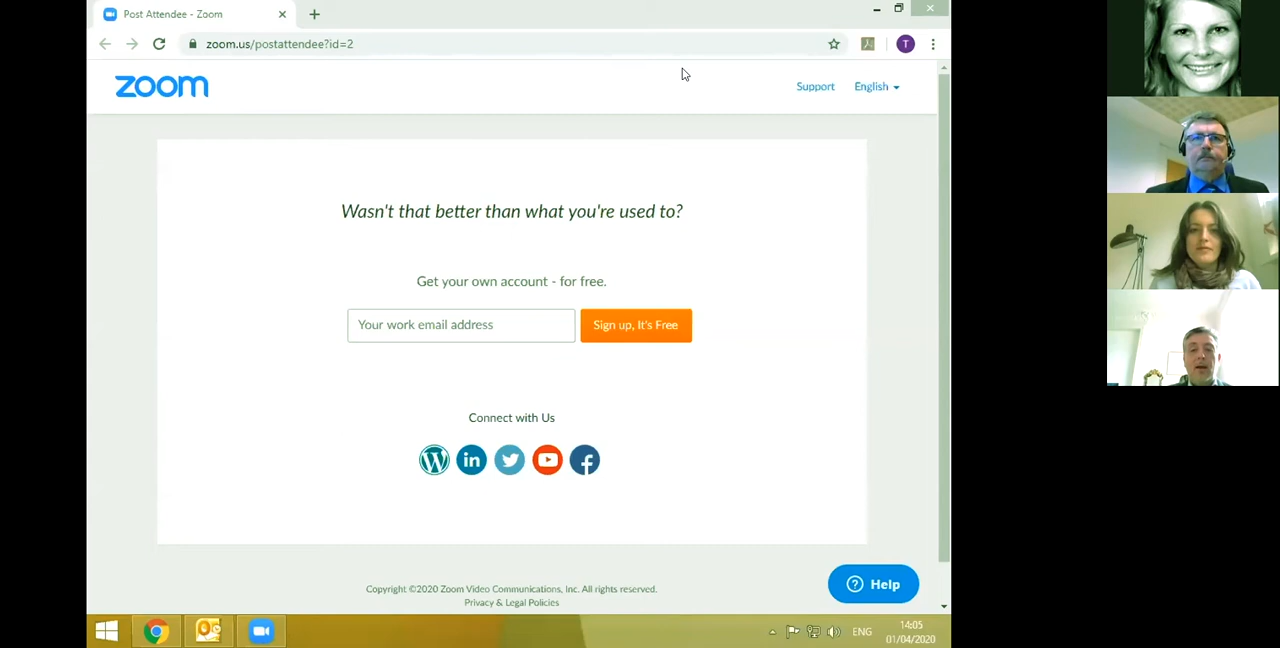 Post Attendee - Zoom
zoom.us/postattendee?id=2
T
zoom
Support
English
Wasn't that better than what you're used to?
Get your own account - for free.
Your work email address
Sign up, It's Free
Connect with Us
Copyright ©2020 Zoom Video Communications, Inc. All rights reserved.
Privacy & Legal Policies
Help
ENG
14:05
01/04/2020